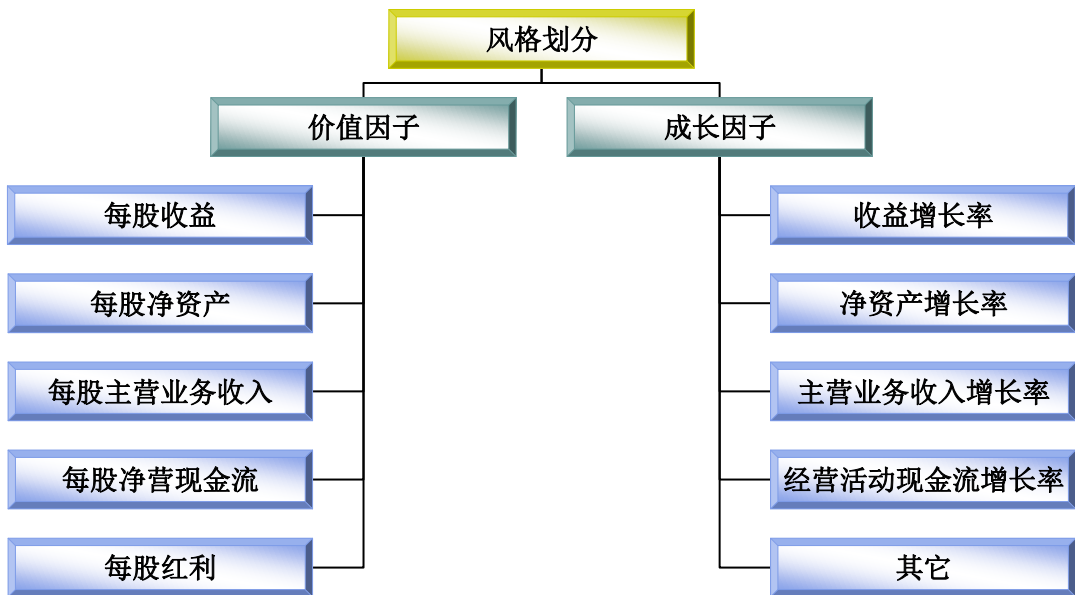 风格划分
价值因子
成长因子
每股收益
每股净资产
每股主营业务收入
每股净营现金流
每股红利
收益增长率
净资产增长率
主营业务收入增长率
经营活动现金流增长率
其它